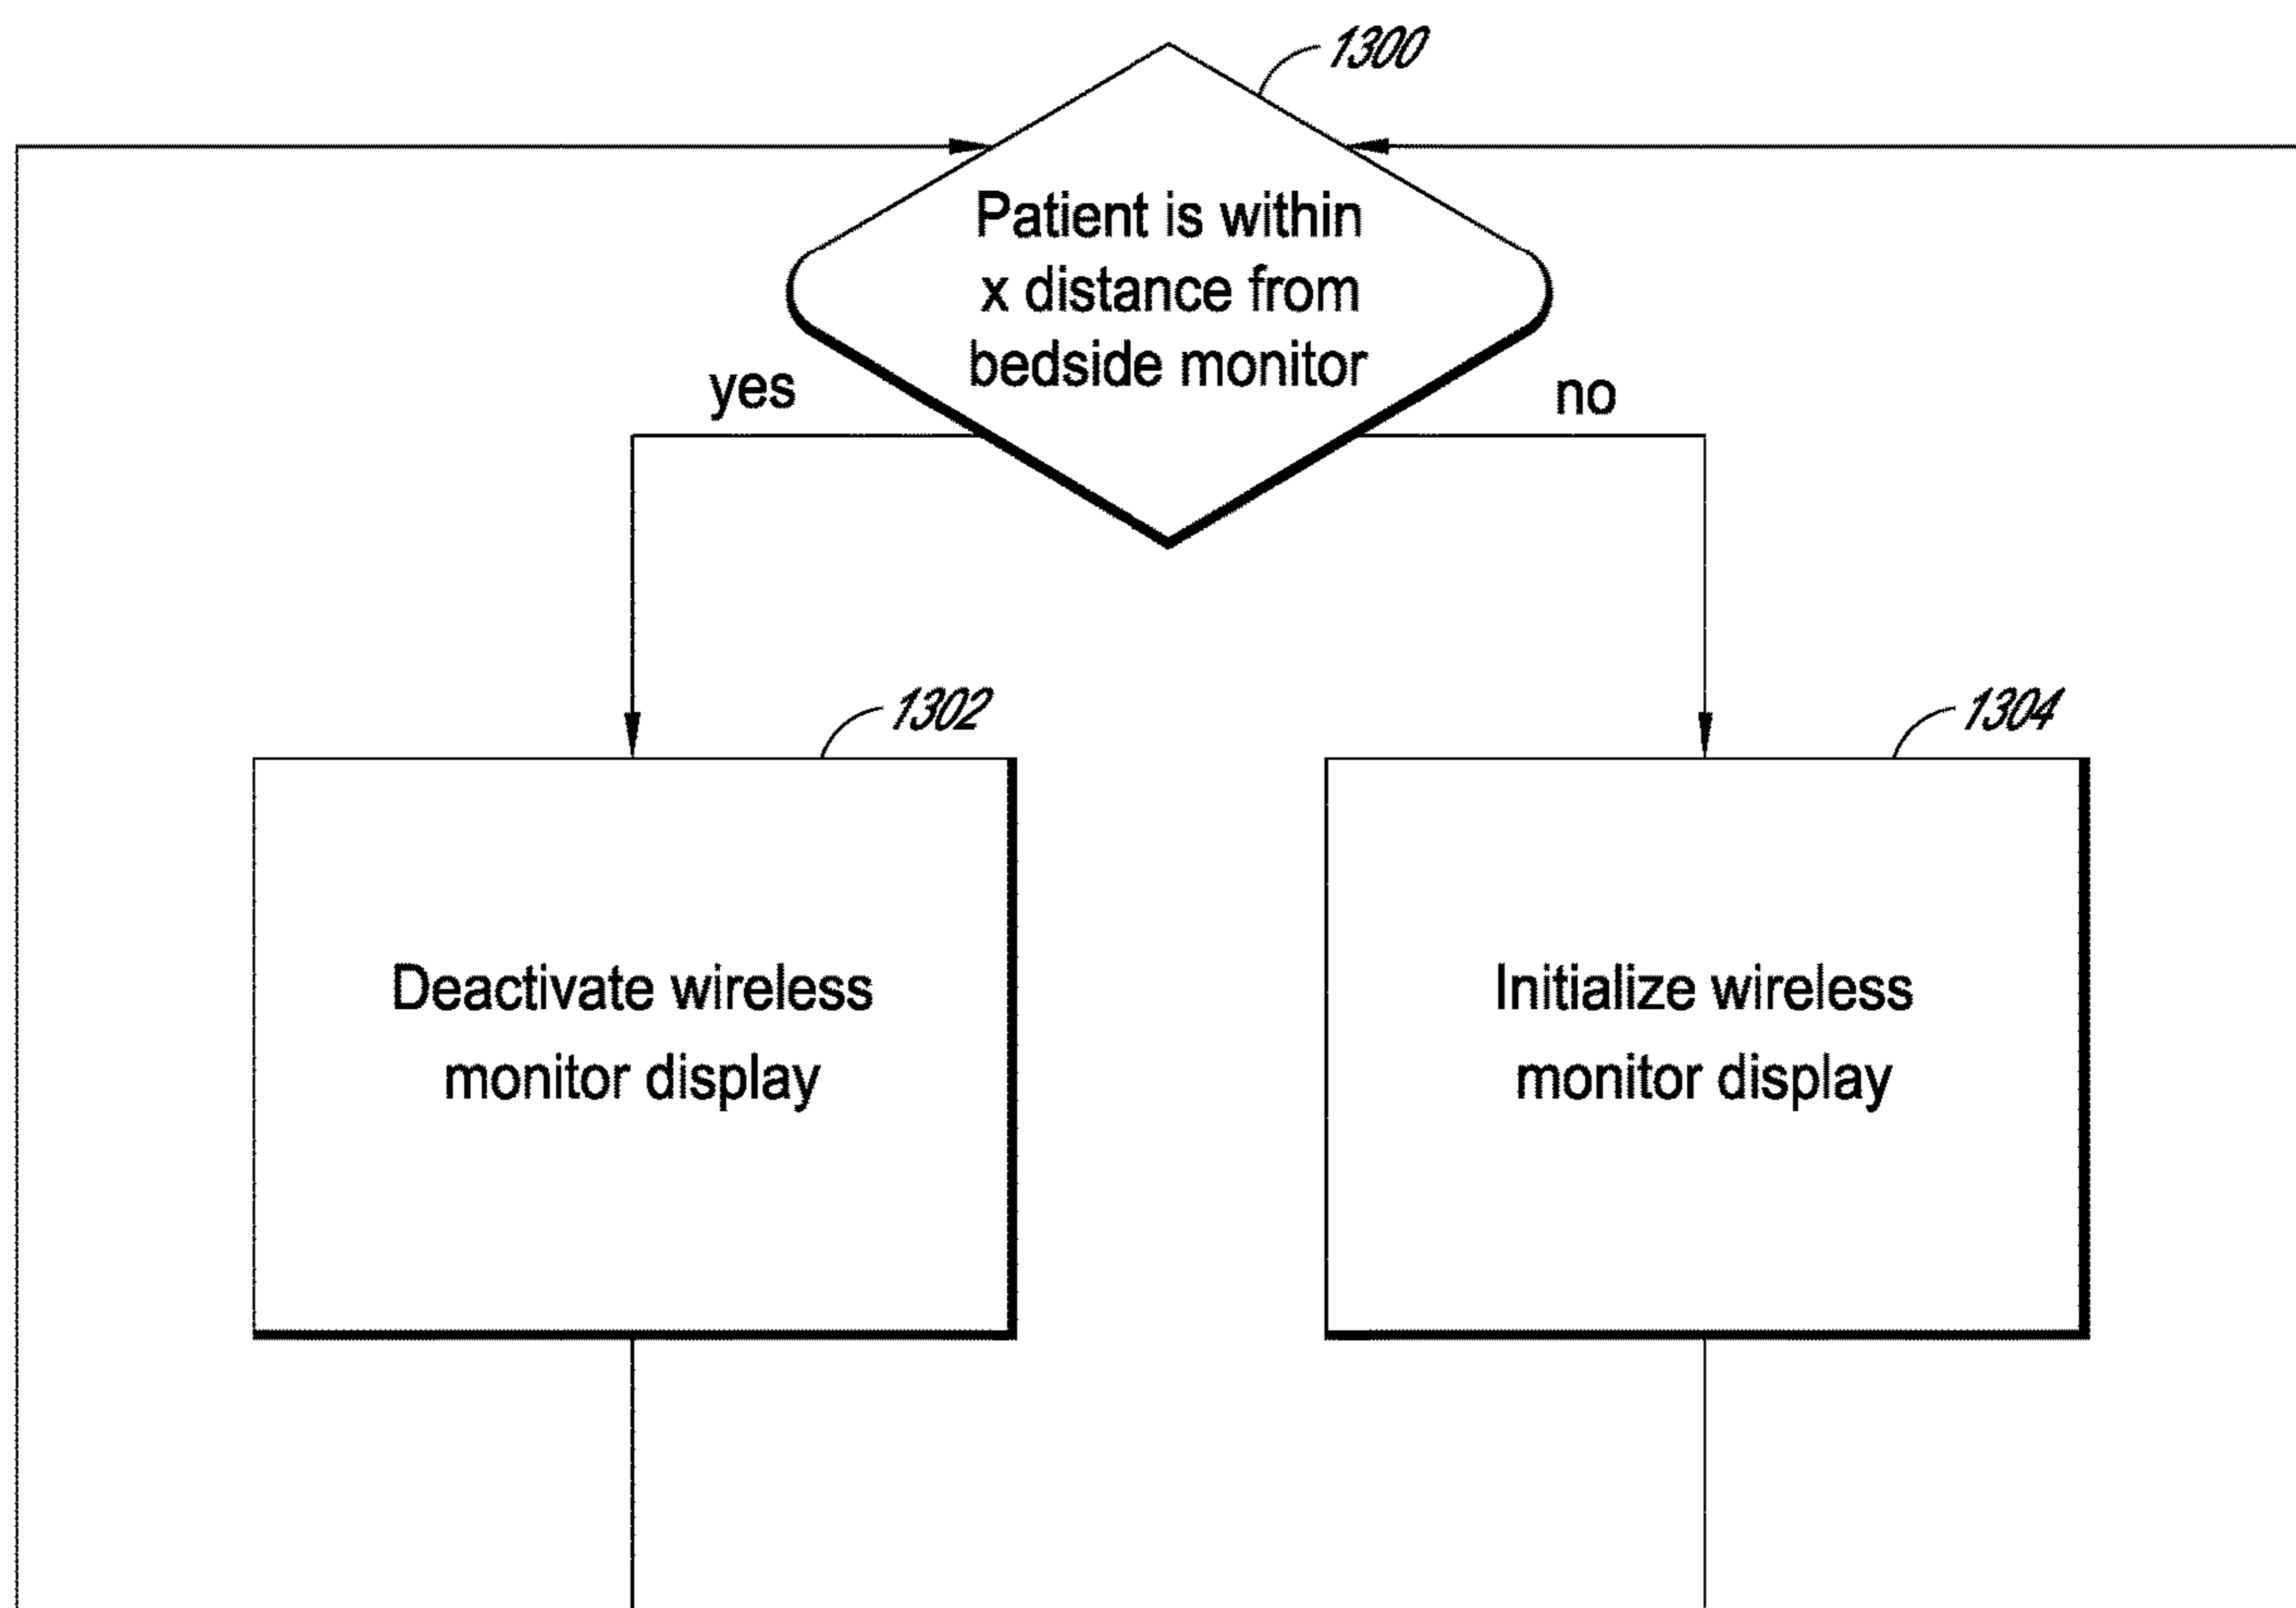 1300
Patient is within
x distance from
bedside monitor
yes
no
1302
1304
Deactivate wireless
monitor display
Initialize wireless
monitor display